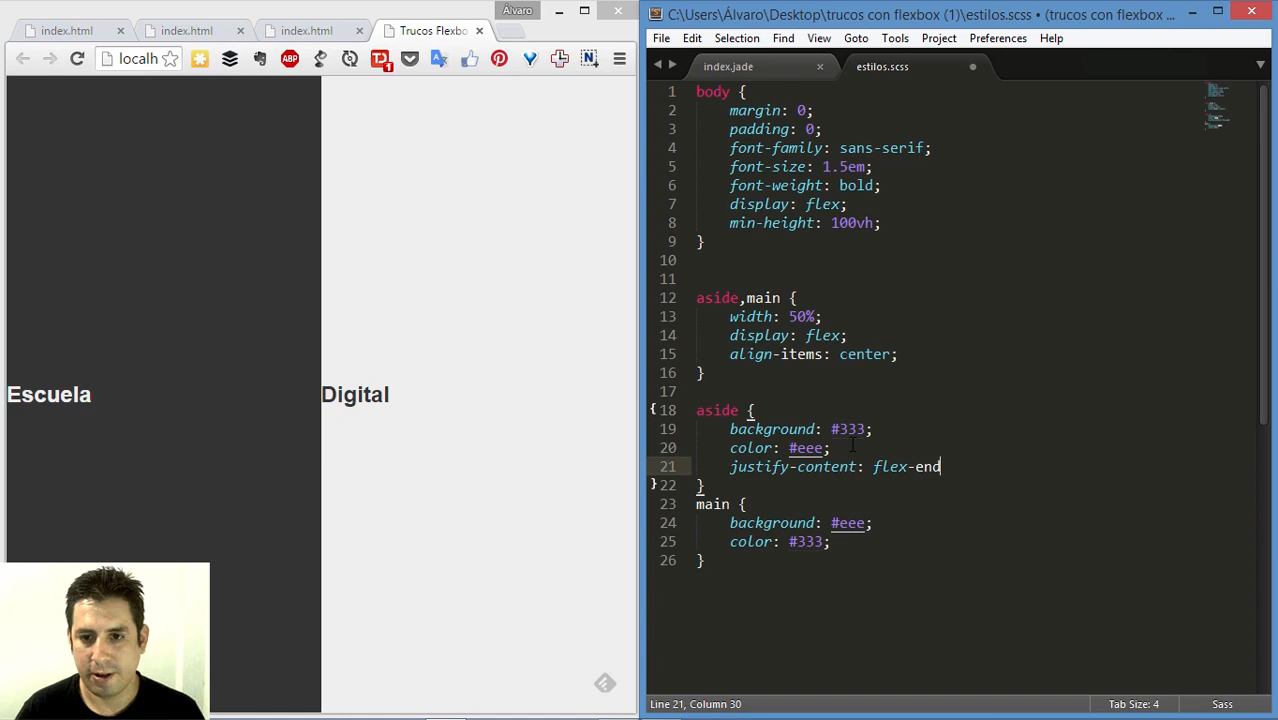 Álvaro
index.html
index.html
index.html
Trucos Flexbo
localh
ABP
1
Escuela
Digital
C:\Users\Álvaro\Desktop\trucos con flexbox (1)\estilos.scss • (trucos con flexbox ...
File Edit Selection Find View Goto Tools Project Preferences Help
index.jade
estilos.scss
1 body {
2 margin: 0;
3 padding: 0;
4 font-family: sans-serif;
5 font-size: 1.5em;
6 font-weight: bold;
7 display: flex;
8 min-height: 100vh;
9 }
10
11
12 aside,main {
13 width: 50%;
14 display: flex;
15 align-items: center;
16 }
17
18 aside {
19 background: #333;
20 color: #eee;
21 justify-content: flex-end
22 }
23 main {
24 background: #eee;
25 color: #333;
26 }
Line 21, Column 30
Tab Size: 4
Sass